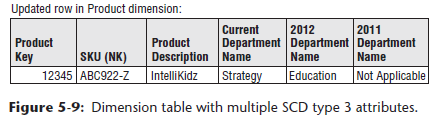 Updated row in Product dimension:
Product Key SKU (NK) Product Description Current Department Name 2012 Department Name 2011 Department Name
12345 ABC922-Z IntelliKidz Strategy Education Not Applicable
Figure 5-9: Dimension table with multiple SCD type 3 attributes.